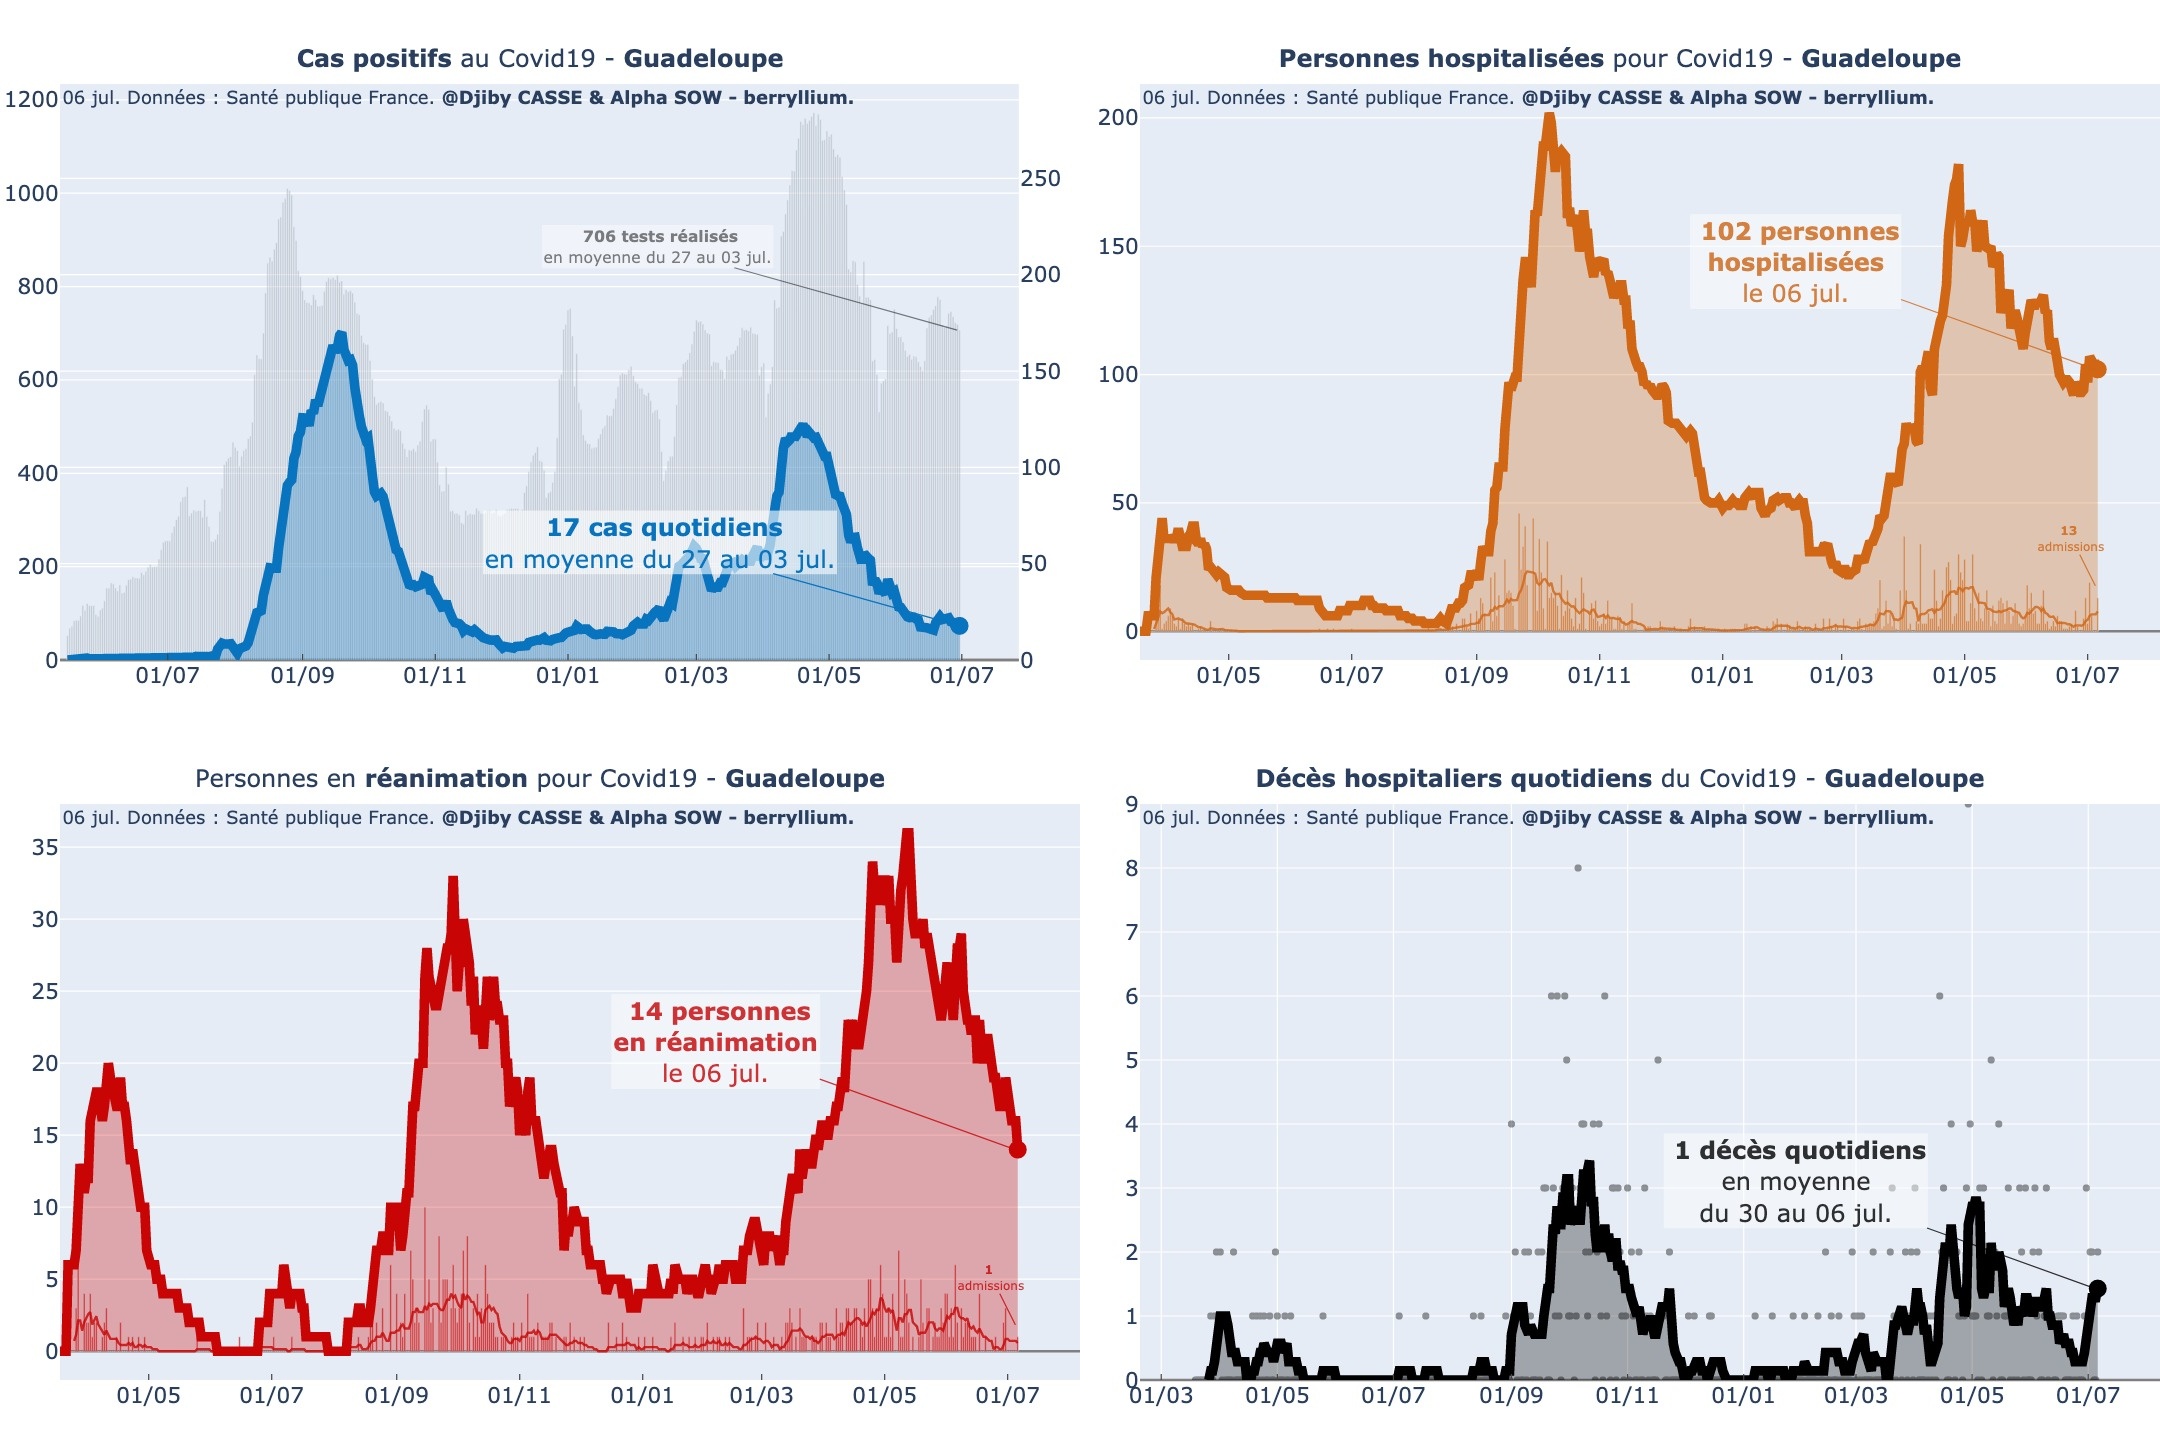 Cas positifs au Covid19 - Guadeloupe
06 jul. Données : Santé publique France. @Djiby CASSE & Alpha SOW - berryllium.
1200
1000
800
600
400
200
0
250
200
150
100
50
0
706 tests réalisés
en moyenne du 27 au 03 jul.
17 cas quotidiens
en moyenne du 27 au 03 jul.
01/07 01/09 01/11 01/01 01/03 01/05 01/07
Personnes hospitalisées pour Covid19 - Guadeloupe
06 jul. Données : Santé publique France. @Djiby CASSE & Alpha SOW - berryllium.
200
150
100
50
0
102 personnes
hospitalisées
le 06 jul.
13
admissions
01/05 01/07 01/09 01/11 01/01 01/03 01/05 01/07
Personnes en réanimation pour Covid19 - Guadeloupe
06 jul. Données : Santé publique France. @Djiby CASSE & Alpha SOW - berryllium.
35
30
25
20
15
10
5
0
14 personnes
en réanimation
le 06 jul.
1
admissions
01/05 01/07 01/09 01/11 01/01 01/03 01/05 01/07
Décès hospitaliers quotidiens du Covid19 - Guadeloupe
06 jul. Données : Santé publique France. @Djiby CASSE & Alpha SOW - berryllium.
9
8
7
6
5
4
3
2
1
0
1 décès quotidiens
en moyenne
du 30 au 06 jul.
01/03 01/05 01/07 01/09 01/11 01/01 01/03 01/05 01/07